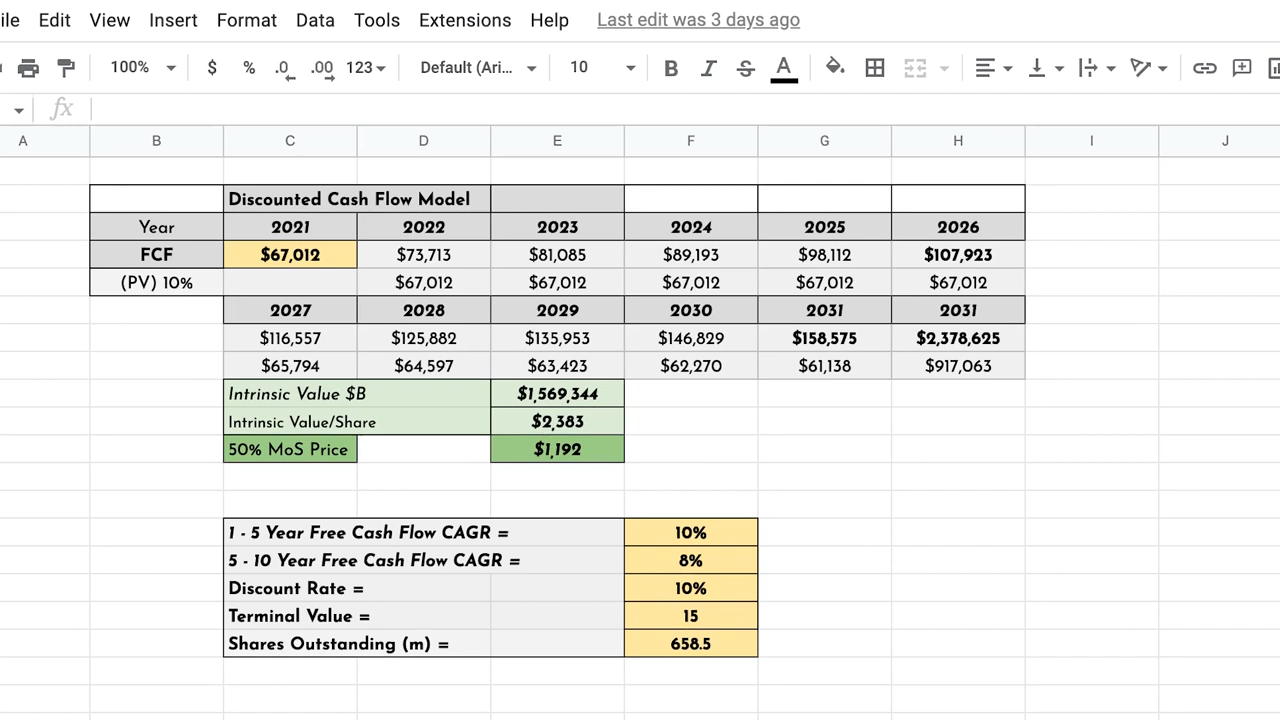 ile Edit View Insert Format Data Tools Extensions Help Last edit was 3 days ago
100% $ % .0 .00 123 Default (Ari... 10 B I S A
fx
A B C D E F G H I J
Discounted Cash Flow Model
Year 2021 2022 2023 2024 2025 2026
FCF $67,012 $73,713 $81,085 $89,193 $98,112 $107,923
(PV) 10% $67,012 $67,012 $67,012 $67,012 $67,012
2027 2028 2029 2030 2031 2031
$116,557 $125,882 $135,953 $146,829 $158,575 $2,378,625
$65,794 $64,597 $63,423 $62,270 $61,138 $917,063
Intrinsic Value $B $1,569,344
Intrinsic Value/Share $2,383
50% MoS Price $1,192
1 - 5 Year Free Cash Flow CAGR = 10%
5 - 10 Year Free Cash Flow CAGR = 8%
Discount Rate = 10%
Terminal Value = 15
Shares Outstanding (m) = 658.5